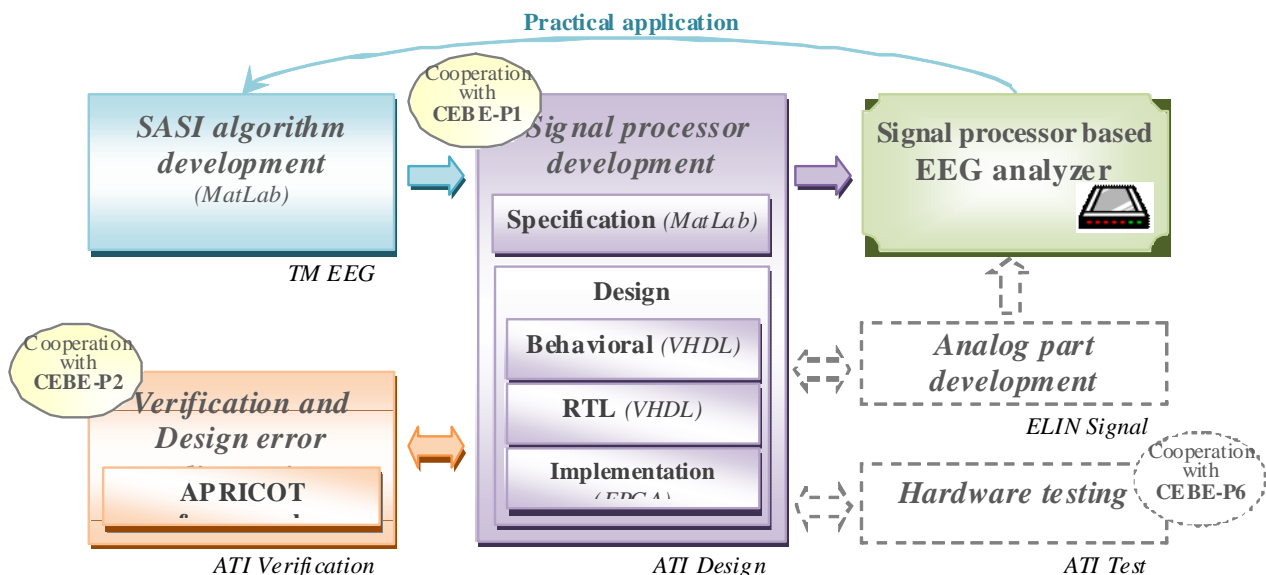 Practical application
Cooperation
with
CEBE-P1
SASI algorithm
development
(MatLab)
TM EEG
Signal processor
development
Specification (MatLab)
Design
Behavioral (VHDL)
RTL (VHDL)
Implementation
(FPGA)
ATI Design
Signal processor based
EEG analyzer
Analog part
development
ELIN Signal
Cooperation
with
CEBE-P2
Verification and
Design error
APRICOT
ATI Verification
Hardware testing
Cooperation
with
CEBE-P6
ATI Test